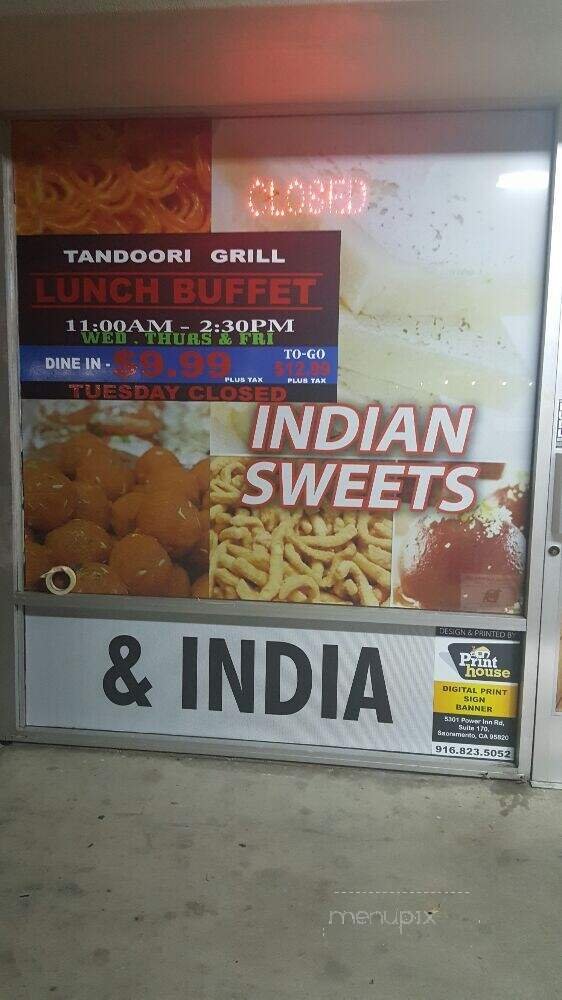 CLOSED
TANDOORI GRILL
LUNCH BUFFET
11:00AM - 2:30PM
WED . THURS & FRI
DINE IN - $9.99 PLUS TAX
TO-GO
$12.99
PLUS TAX
TUESDAY CLOSED
INDIAN
SWEETS
& INDIA
DESIGN & PRINTED BY
Print
house
DIGITAL PRINT
SIGN
BANNER
5301 Power Inn Rd,
Suite 170,
Sacramento, CA 95820
916.823.5052
menupix